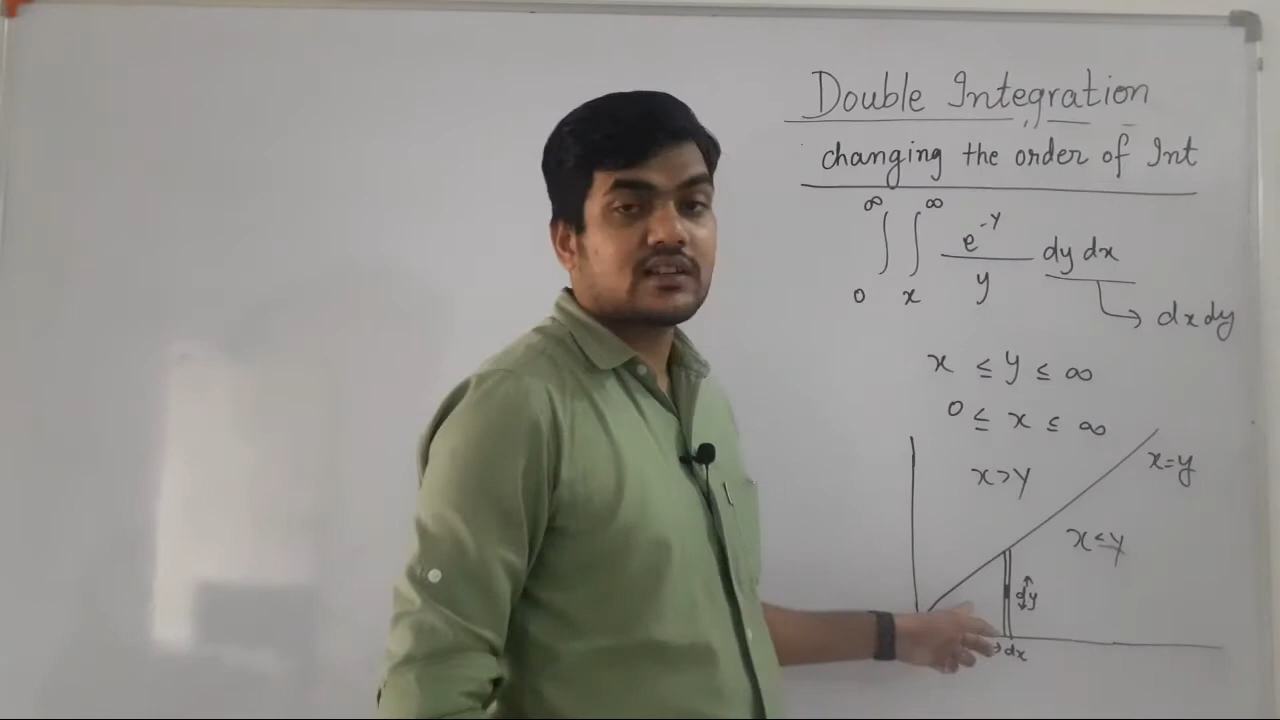 Double Integration
changing the order of Int
∞ ∞
∫ ∫ e^-y / y dy dx
0 x
→ dx dy
x ≤ y ≤ ∞
0 ≤ x ≤ ∞
x>y
x=y
x<y
dy
dx